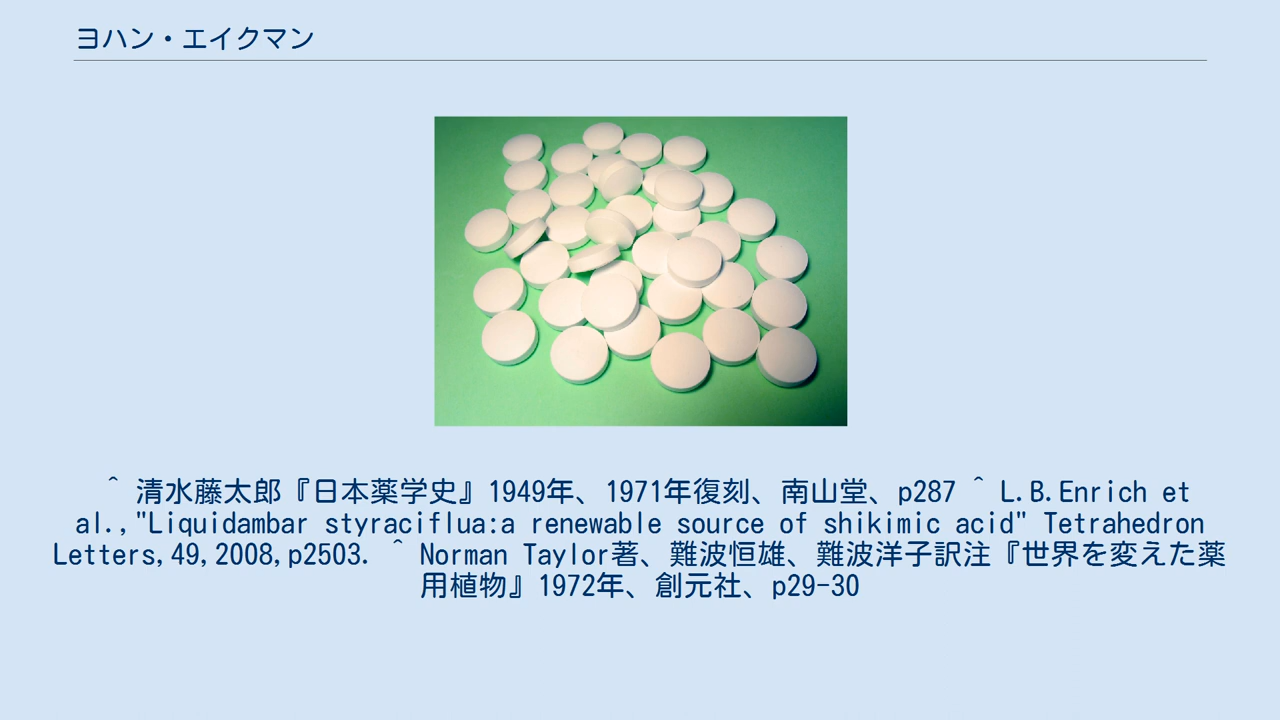 ヨハン・エイクマン
^ 清水藤太郎『日本薬学史』1949年、1971年復刻、南山堂、p287 ^ L.B.Enrich et
al.,"Liquidambar styraciflua:a renewable source of shikimic acid" Tetrahedron
Letters,49,2008,p2503. ^ Norman Taylor著、難波恒雄、難波洋子訳注『世界を変えた薬
用植物』1972年、創元社、p29-30